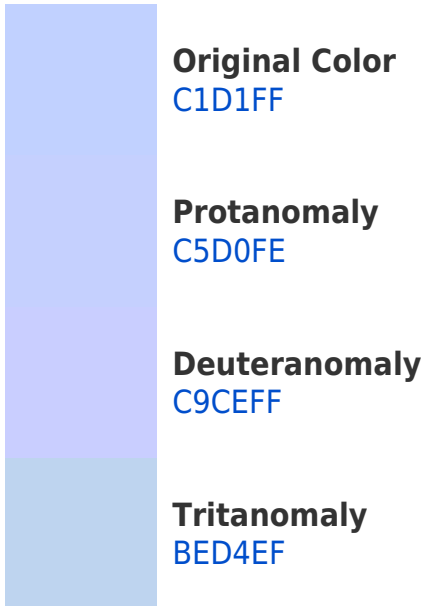 Original Color
C1D1FF
Protanomaly
C5D0FE
Deuteranomaly
C9CEFF
Tritanomaly
BED4EF